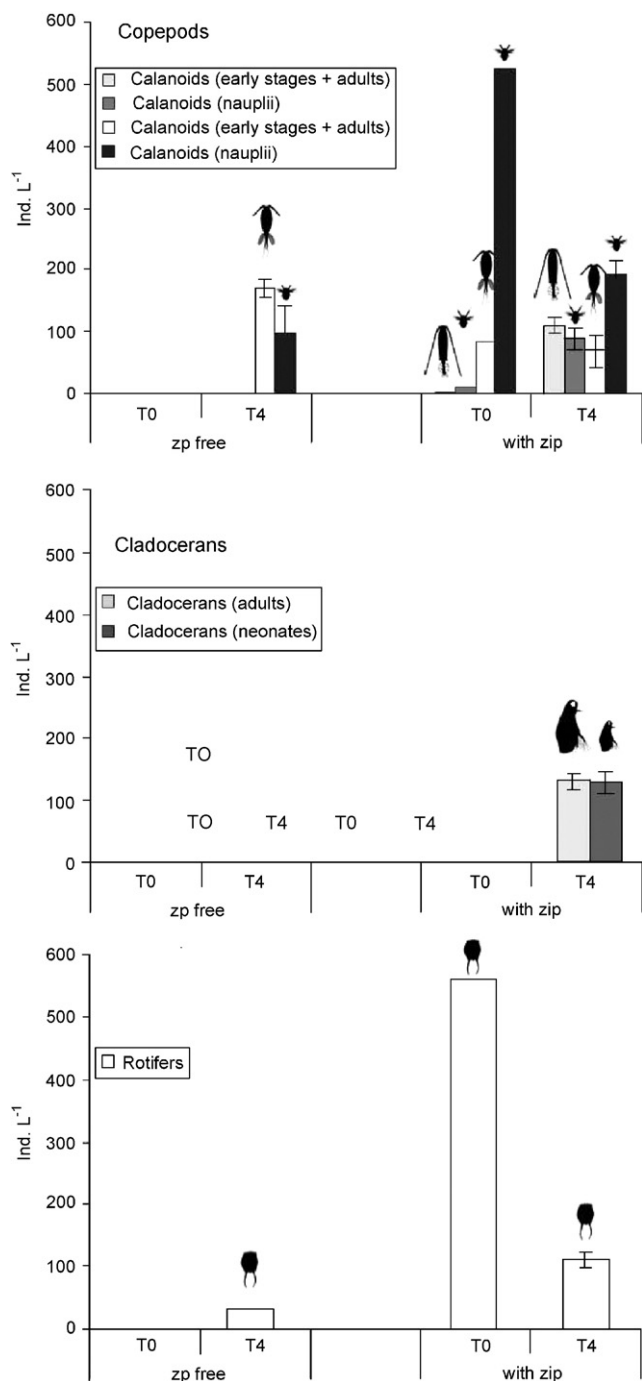 Copepods
Calanoids (early stages + adults)
Calanoids (nauplii)
Calanoids (early stages + adults)
Calanoids (nauplii)
Ind. L⁻¹
600
500
400
300
200
100
0
T0 T4 T0 T4
zp free with zip
Cladocerans
Cladocerans (adults)
Cladocerans (neonates)
Ind. L⁻¹
600
500
400
300
200
100
0
TO
TO T4 T0 T4
T0 T4 T0 T4
zp free with zip
Rotifers
Ind. L⁻¹
600
500
400
300
200
100
0
T0 T4 T0 T4
zp free with zip